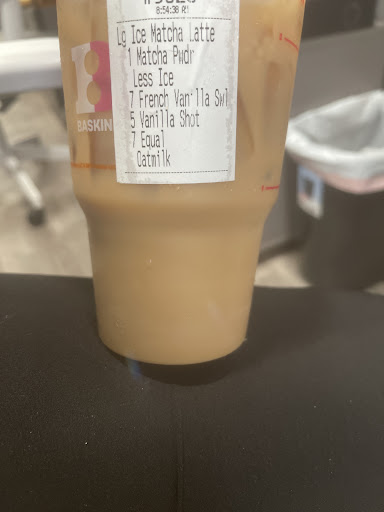 8:54:36 AM
Lg Ice Matcha Latte
1 Matcha Pwdr
Less Ice
7 French Vanilla Swl
5 Vanilla Shot
7 Equal
Oatmilk
BASKIN